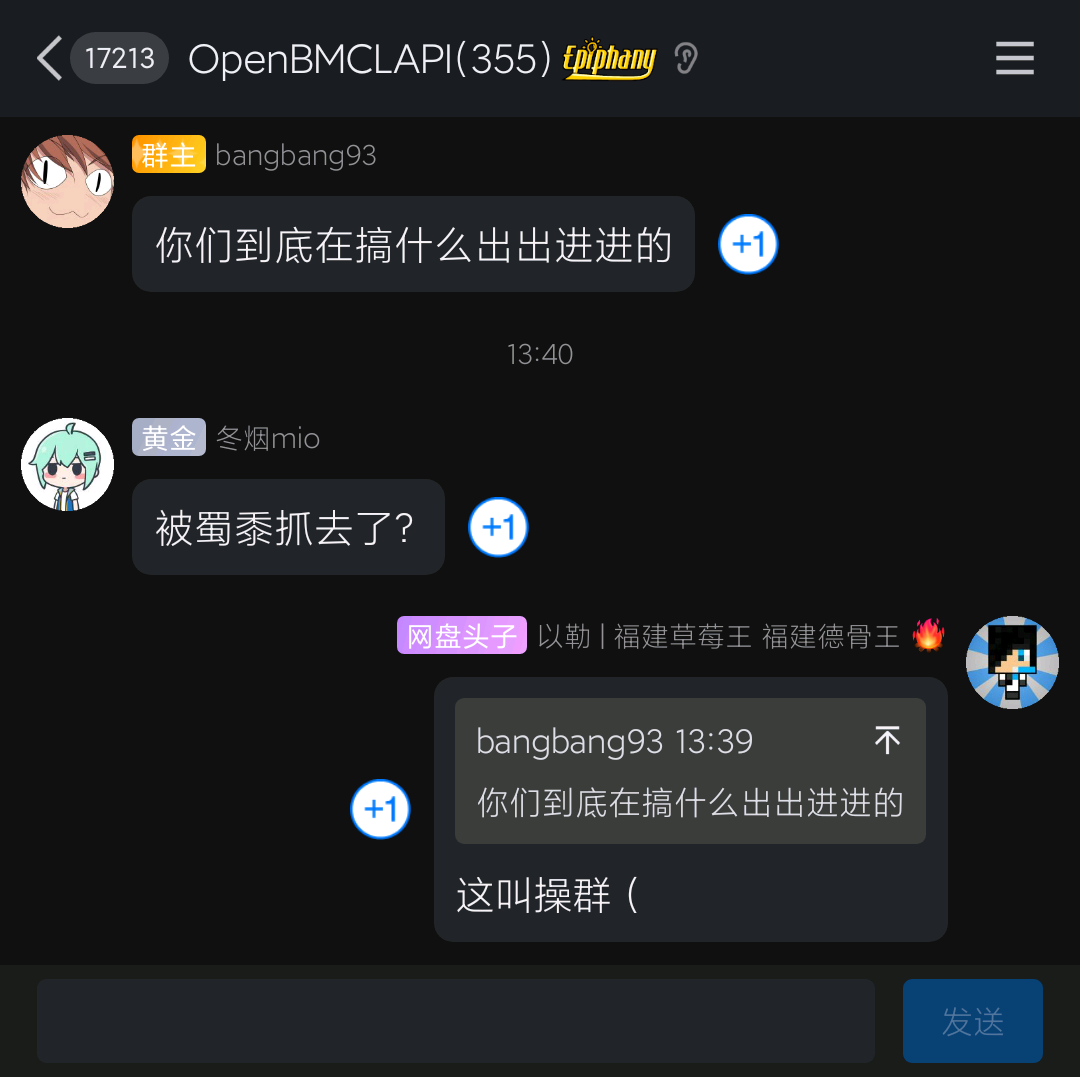 17213 OpenBMCLAPI(355) Epiphany
群主 bangbang93
你们到底在搞什么出出进进的
+1
13:40
黄金 冬烟mio
被蜀黍抓去了?
+1
网盘头子 以勒 | 福建草莓王 福建德骨王 🔥
bangbang93 13:39
你们到底在搞什么出出进进的
+1
这叫操群（
发送